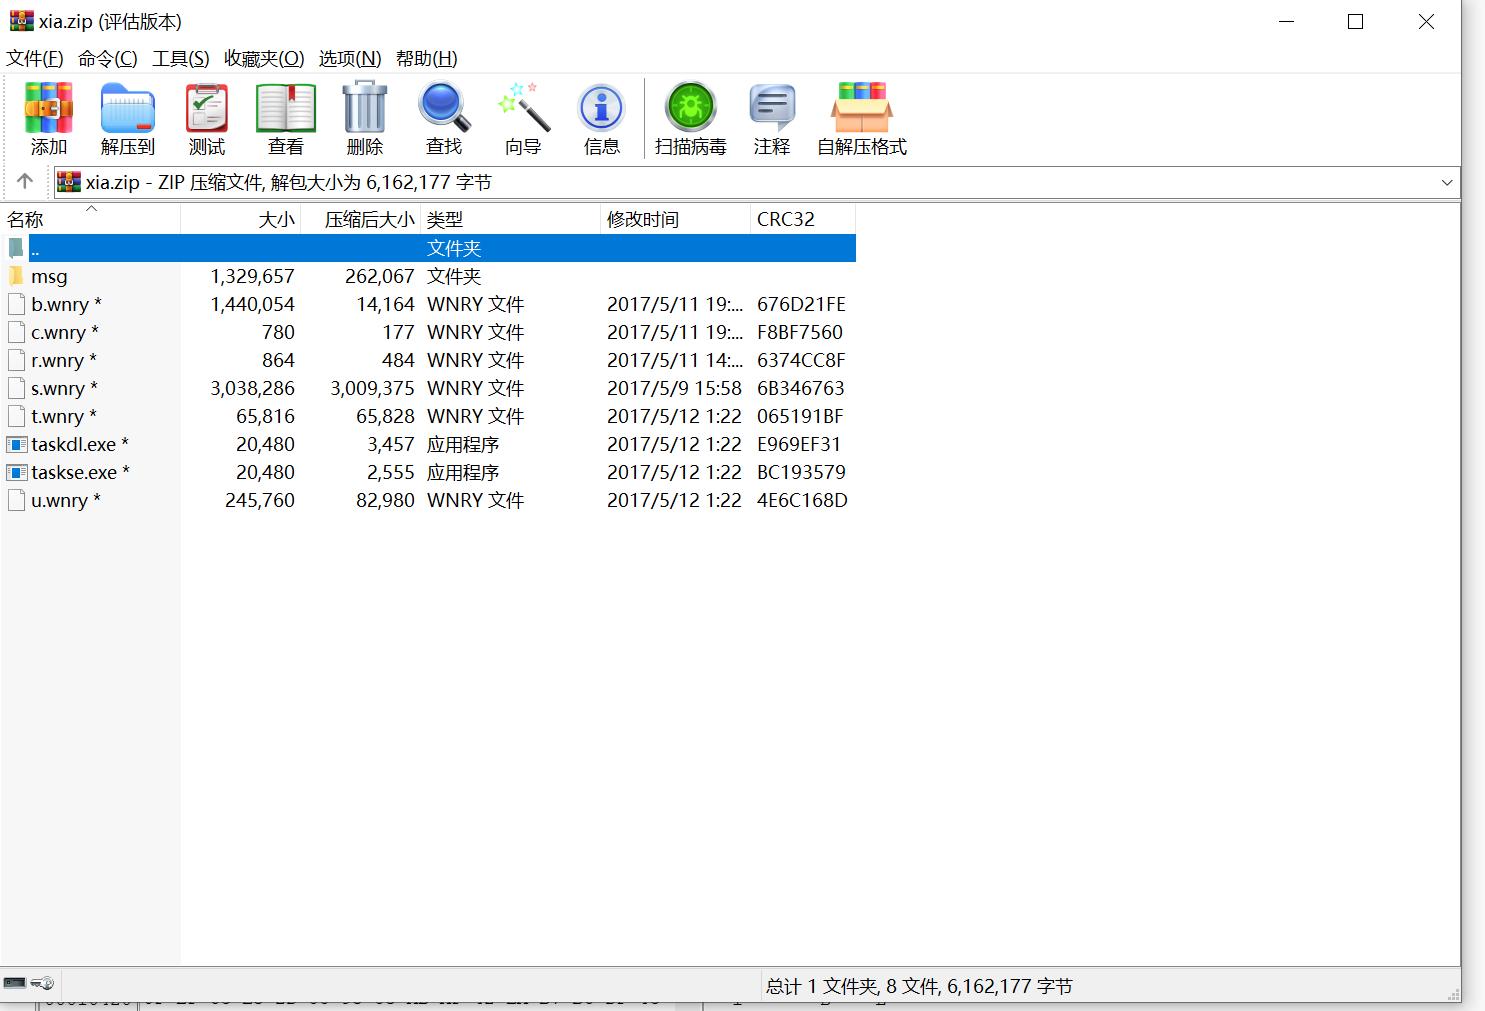 xia.zip (评估版本)
文件(F) 命令(C) 工具(S) 收藏夹(O) 选项(N) 帮助(H)
添加 解压到 测试 查看 删除 查找 向导 信息 扫描病毒 注释 自解压格式
xia.zip - ZIP 压缩文件, 解包大小为 6,162,177 字节
名称 大小 压缩后大小 类型 修改时间 CRC32
.. 文件夹
msg 1,329,657 262,067 文件夹
b.wnry * 1,440,054 14,164 WNRY 文件 2017/5/11 19:... 676D21FE
c.wnry * 780 177 WNRY 文件 2017/5/11 19:... F8BF7560
r.wnry * 864 484 WNRY 文件 2017/5/11 14:... 6374CC8F
s.wnry * 3,038,286 3,009,375 WNRY 文件 2017/5/9 15:58 6B346763
t.wnry * 65,816 65,828 WNRY 文件 2017/5/12 1:22 065191BF
taskdl.exe * 20,480 3,457 应用程序 2017/5/12 1:22 E969EF31
taskse.exe * 20,480 2,555 应用程序 2017/5/12 1:22 BC193579
u.wnry * 245,760 82,980 WNRY 文件 2017/5/12 1:22 4E6C168D
总计 1 文件夹, 8 文件, 6,162,177 字节